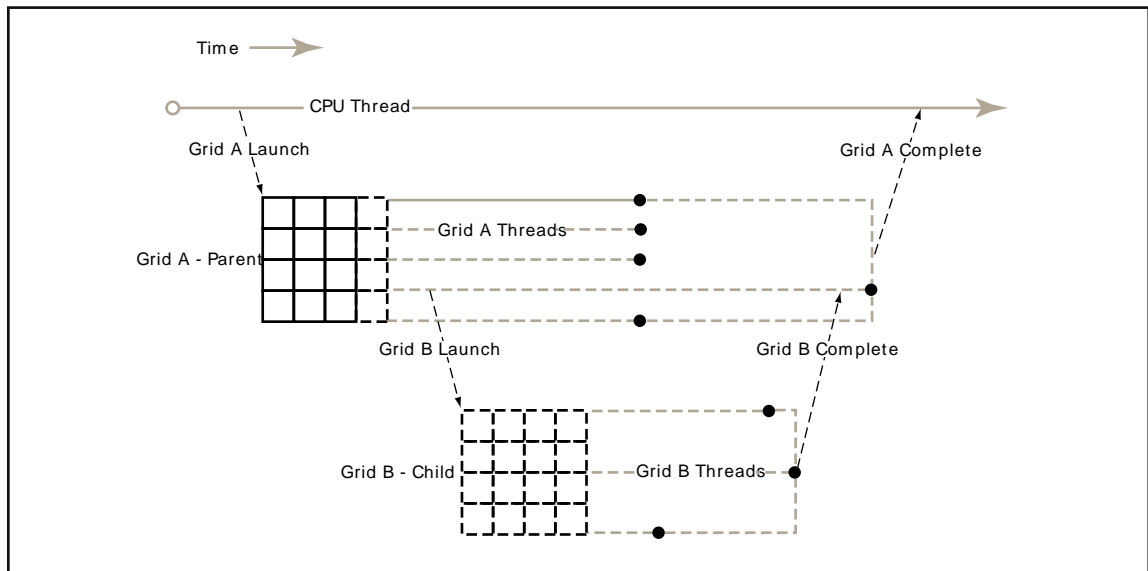 Time
CPU Thread
Grid A Launch
Grid A Complete
Grid A Threads
Grid A - Parent
Grid B Launch
Grid B Complete
Grid B - Child
Grid B Threads